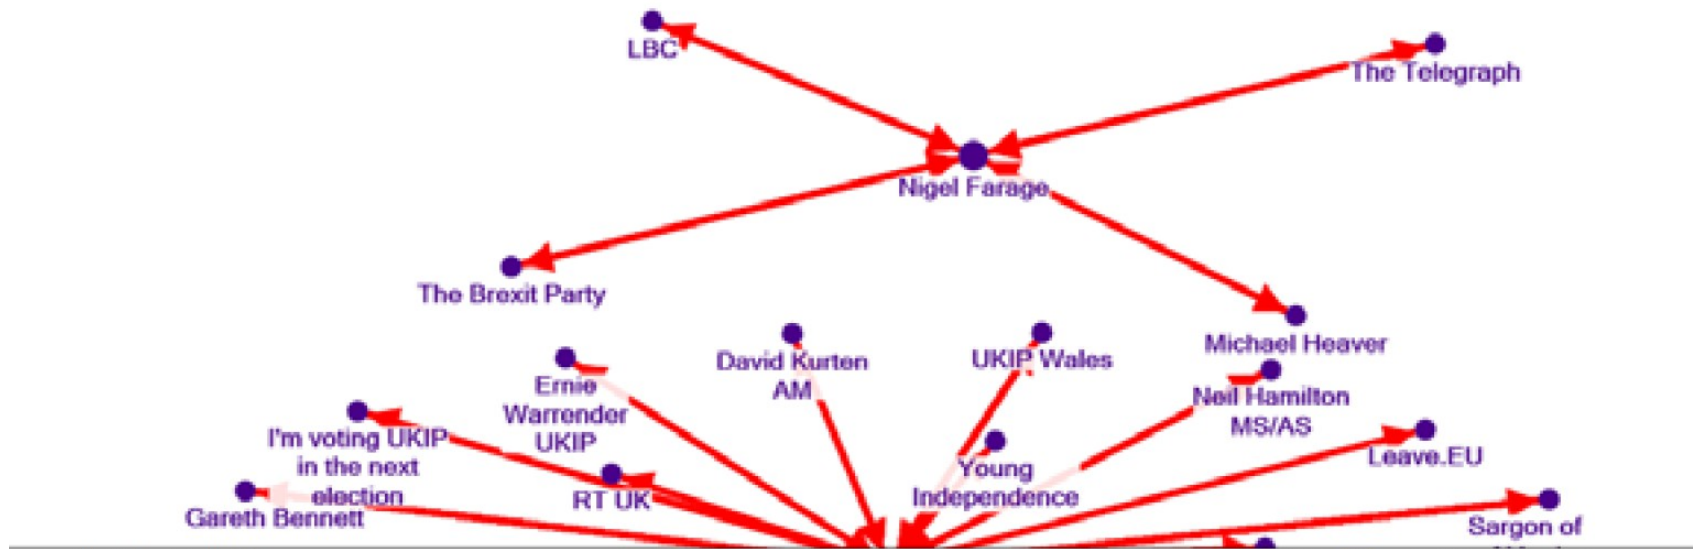 LBC
The Telegraph
Nigel Farage
The Brexit Party
Michael Heaver
David Kurten
AM
UKIP Wales
Ernie
Warrender
UKIP
Neil Hamilton
MS/AS
I'm voting UKIP
in the next
election
RT UK
Young
Independence
Leave.EU
Gareth Bennett
Sargon of